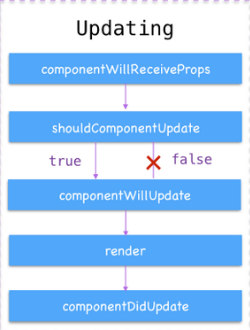 Updating
componentWillReceiveProps
shouldComponentUpdate
true
false
componentWillUpdate
render
componentDidUpdate